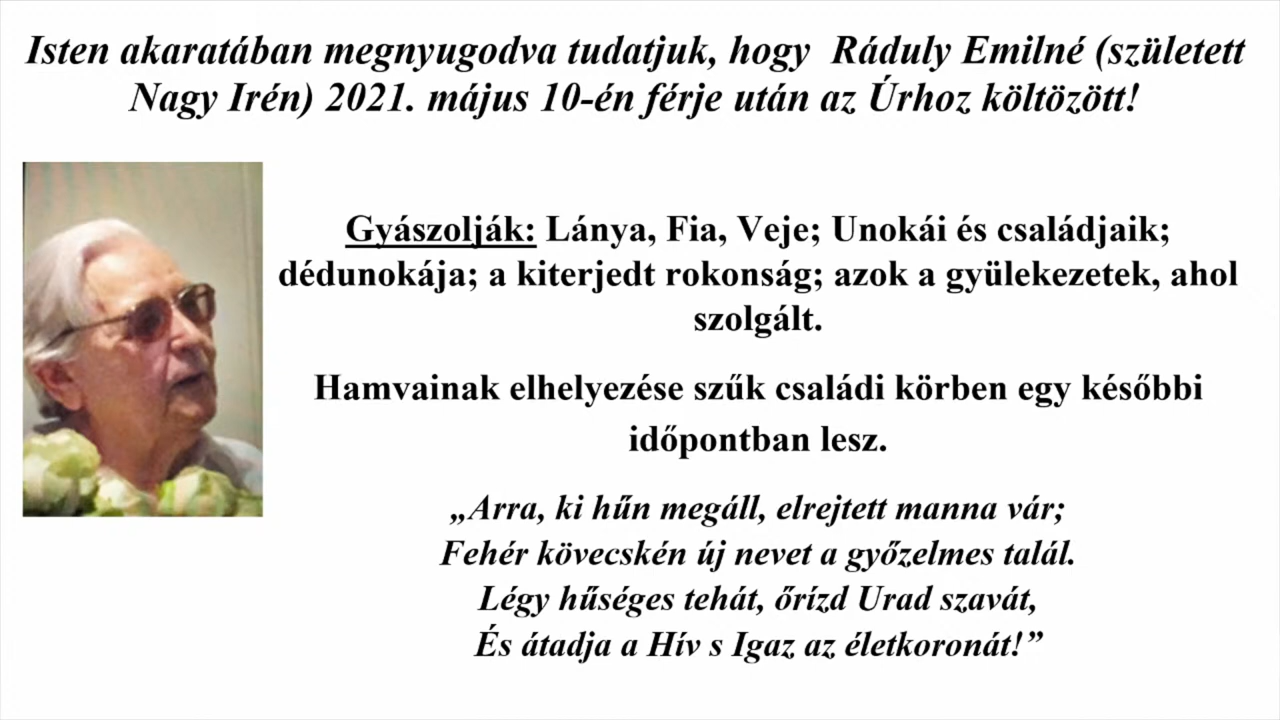 Isten akaratában megnyugodva tudatjuk, hogy Ráduly Emilné (született
Nagy Irén) 2021. május 10-én férje után az Úrhoz költözött!
Gyászolják: Lánya, Fia, Veje; Unokái és családjaik;
dédunokája; a kiterjedt rokonság; azok a gyülekezetek, ahol
szolgált.
Hamvainak elhelyezése szűk családi körben egy későbbi
időpontban lesz.
„Arra, ki hűn megáll, elrejtett manna vár;
Fehér kövecskén új nevet a győzelmes talál.
Légy hűséges tehát, őrízd Urad szavát,
És átadja a Hív s Igaz az életkoronát!”